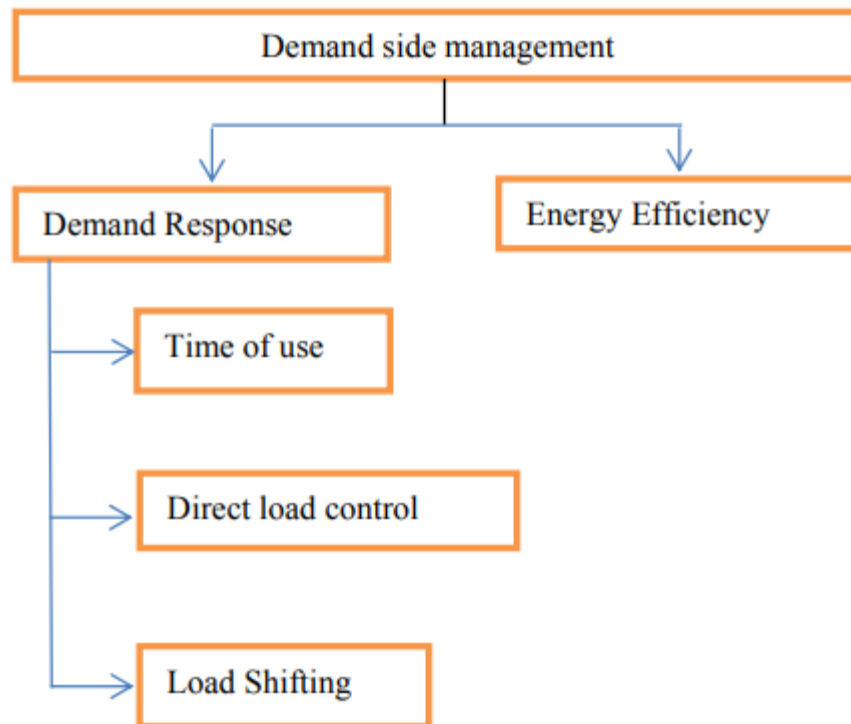 Demand side management
Demand Response
Energy Efficiency
Time of use
Direct load control
Load Shifting